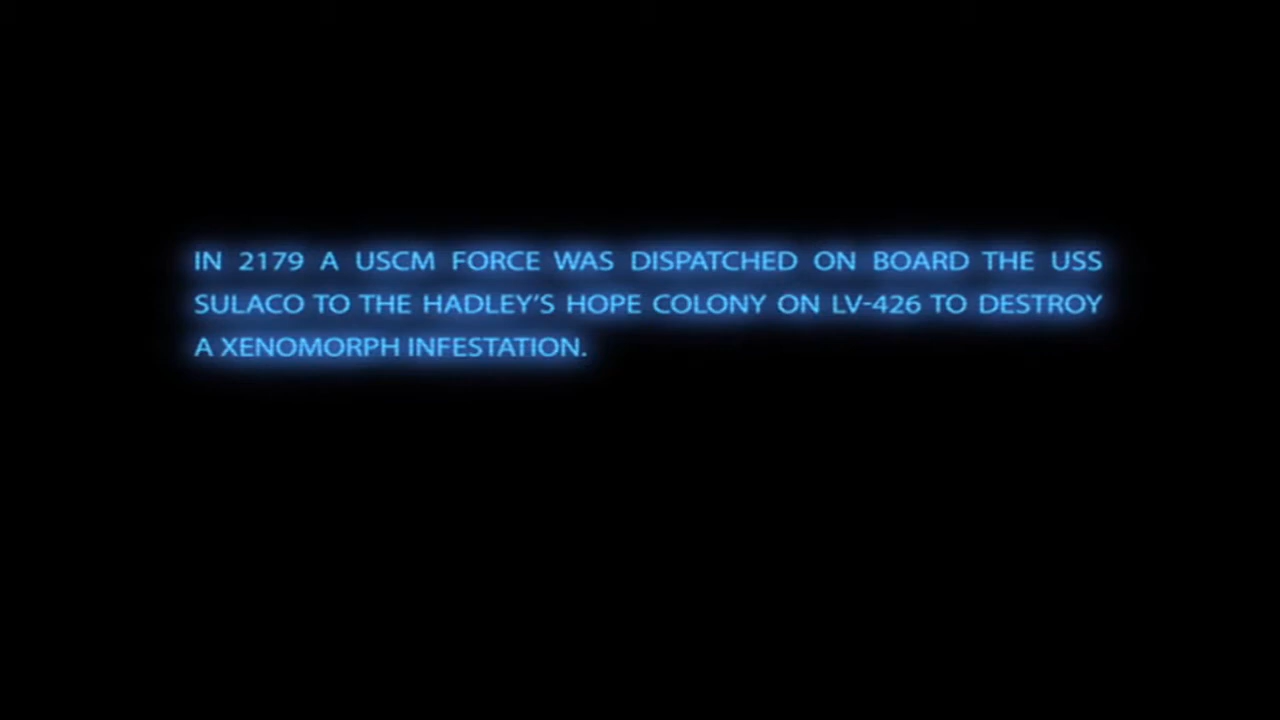 IN 2179 A USCM FORCE WAS DISPATCHED ON BOARD THE USS
SULACO TO THE HADLEY'S HOPE COLONY ON LV-426 TO DESTROY
A XENOMORPH INFESTATION.